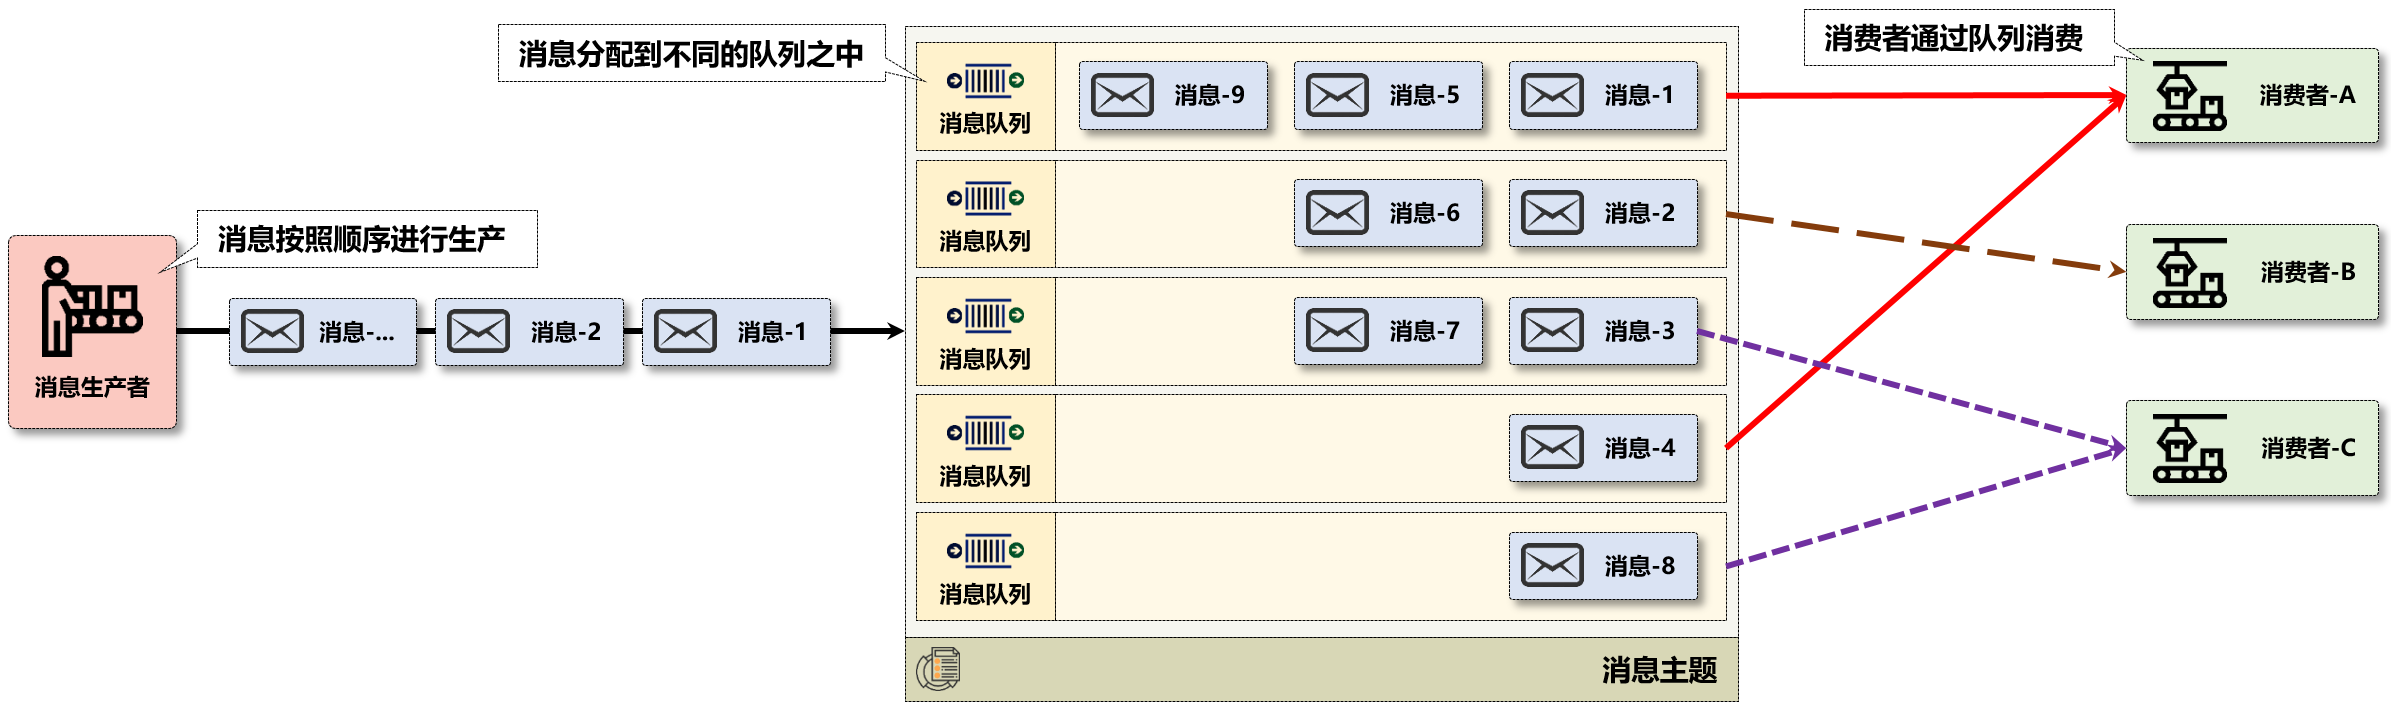 消息分配到不同的队列之中
消费者通过队列消费
消息按照顺序进行生产
消息生产者
消息-...
消息-2
消息-1
消息队列
消息-9
消息-5
消息-1
消息队列
消息-6
消息-2
消息队列
消息-7
消息-3
消息队列
消息-4
消息队列
消息-8
消息主题
消费者-A
消费者-B
消费者-C